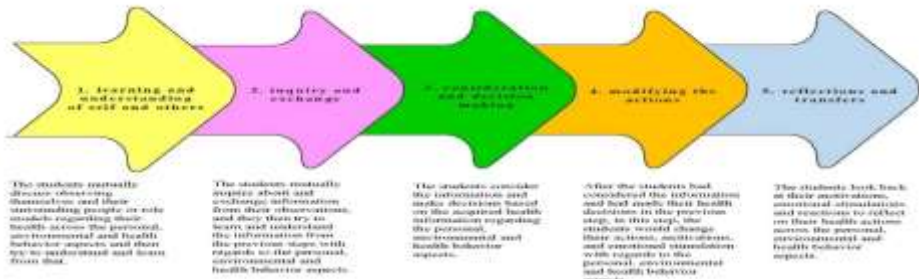 1. learning and
understanding
of self and others
2. inquiry and
exchange
3. consideration
and decision
making
4. modifying the
actions
5. reflections and
transfers
The students mutually
discuss observing
themselves and their
surrounding people or role
models regarding their
health across the personal,
environmental and health
behavior aspects and then
try to understand and learn
from that.
The students mutually
inquire about and
exchange information
from their observations,
and they then try to
learn and understand
the information from
the previous steps with
regards to the personal,
environmental and
health behavior aspects.
The students consider
the information and
make decisions based
on the acquired health
information regarding
the personal,
environmental and
health behavior
aspects.
After the students had
considered the information
and had made their health
decisions in the previous
step, in this step, the
students would change
their actions, motivations,
and emotional stimulation
with regards to the
personal, environmental
and health behavior
The students look back
at their motivations,
emotional stimulations
and reactions to reflect
on their health actions
across the personal,
environmental and
health behavior
aspects.